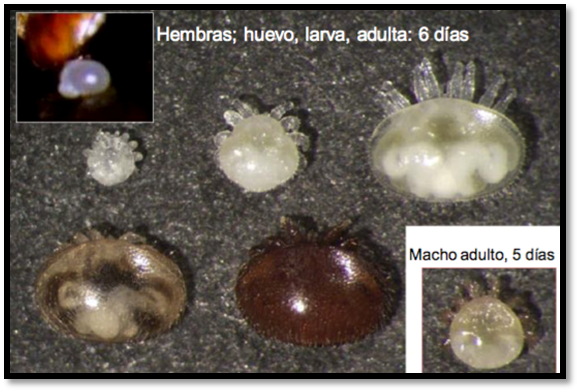 Hembras; huevo, larva, adulta: 6 días
Macho adulto, 5 días